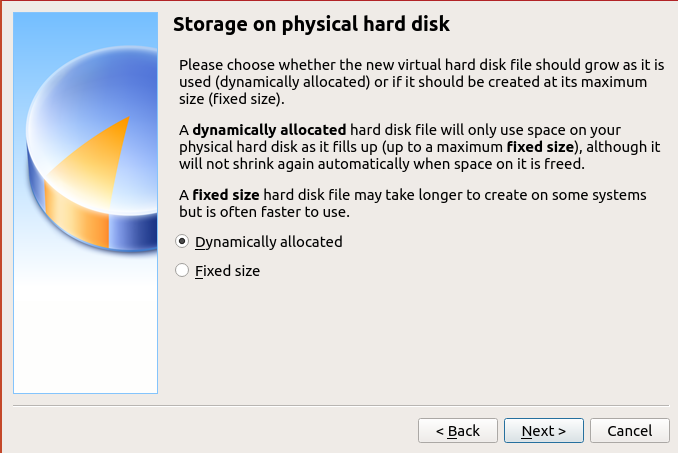 Storage on physical hard disk
Please choose whether the new virtual hard disk file should grow as it is
used (dynamically allocated) or if it should be created at its maximum
size (fixed size).
A dynamically allocated hard disk file will only use space on your
physical hard disk as it fills up (up to a maximum fixed size), although it
will not shrink again automatically when space on it is freed.
A fixed size hard disk file may take longer to create on some systems
but is often faster to use.
Dynamically allocated
Fixed size
< Back Next > Cancel